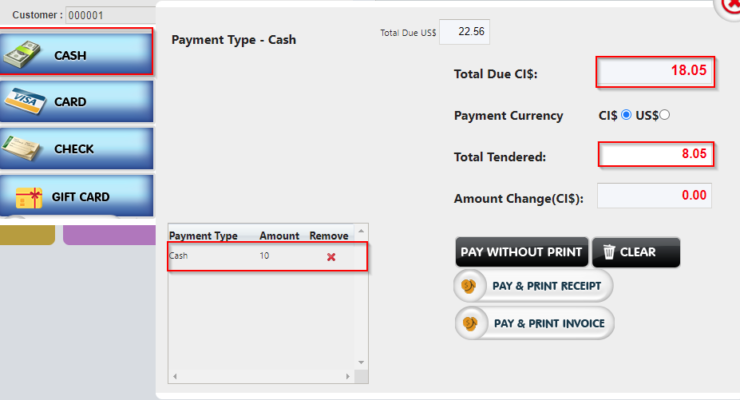 Customer : 000001
CASH
VISA
CARD
CHECK
GIFT CARD
Payment Type - Cash
Total Due US$ 22.56
Total Due CI$: 18.05
Payment Currency CI$ US$
Total Tendered: 8.05
Amount Change(CI$): 0.00
Payment Type Amount Remove
Cash 10
PAY WITHOUT PRINT CLEAR
PAY & PRINT RECEIPT
PAY & PRINT INVOICE